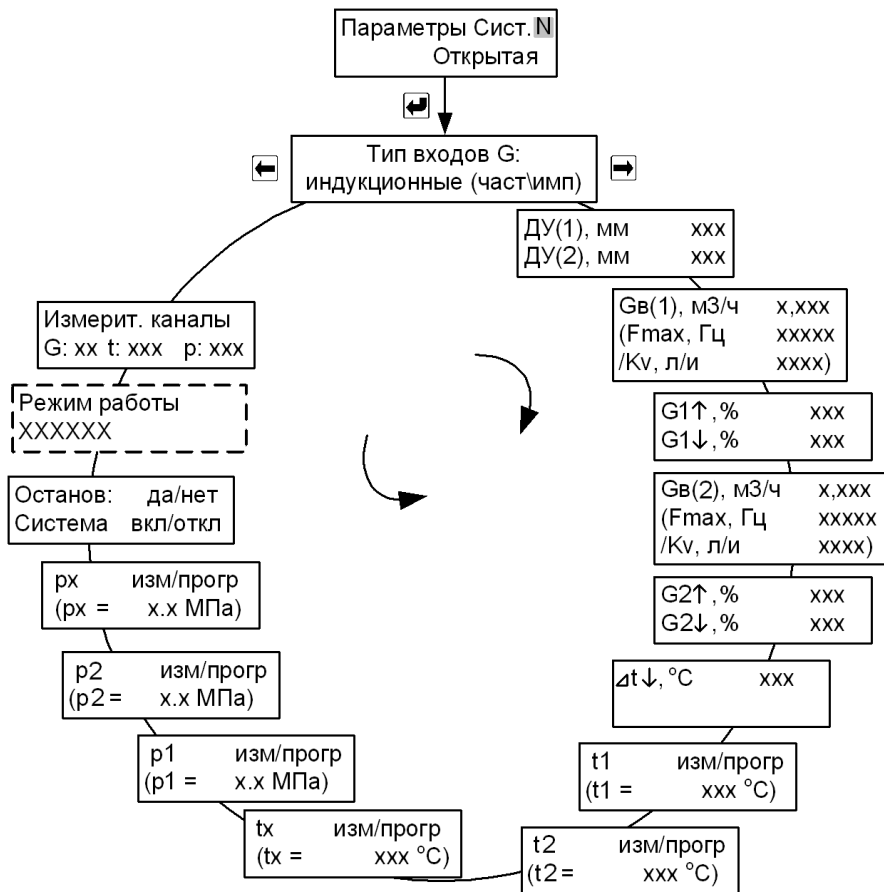 Параметры Сист. N
Открытая
Тип входов G:
индукционные (част\имп)
ДУ(1), мм xxx
ДУ(2), мм xxx
Gв(1), м3/ч x,xxx
(Fmax, Гц xxxxx
/Kv, л/и xxxx)
G1↑,% xxx
G1↓,% xxx
Gв(2), м3/ч x,xxx
(Fmax, Гц xxxxx
/Kv, л/и xxxx)
G2↑,% xxx
G2↓,% xxx
⊿t↓, °C xxx
t1 изм/прогр
(t1 = xxx °C)
t2 изм/прогр
(t2= xxx °C)
tx изм/прогр
(tx = xxx °C)
p1 изм/прогр
(p1 = x.x МПа)
p2 изм/прогр
(p2= x.x МПа)
px изм/прогр
(px = x.x МПа)
Останов: да/нет
Система вкл/откл
Режим работы
XXXXXX
Измерит. каналы
G: xx t: xxx p: xxx